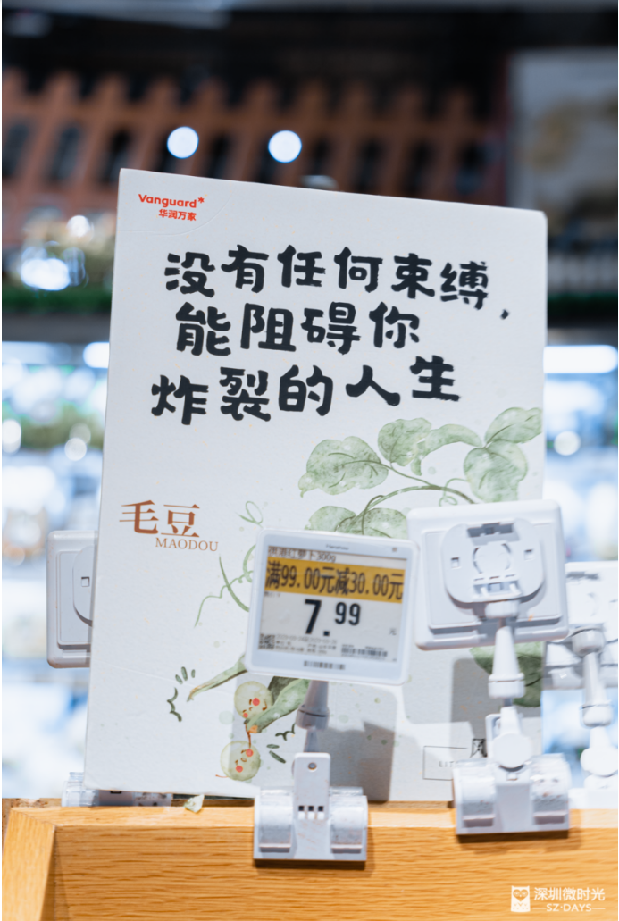 Vanguard
华润万家
没有任何束缚，
能阻碍你
炸裂的人生
毛豆
MAODOU
满99.00元减30.00元
7.99
深圳微时光
SZ-DAYS